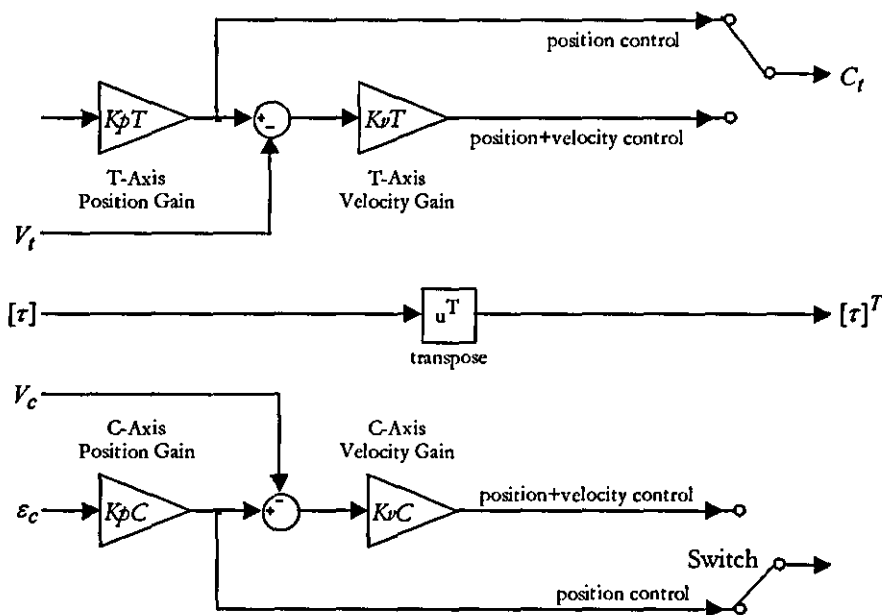 position control
C_t
KpT
+
−
KvT
position+velocity control
T-Axis
Position Gain
T-Axis
Velocity Gain
V_t
[τ]
u^T
[τ]^T
transpose
V_c
C-Axis
Position Gain
C-Axis
Velocity Gain
ε_c
KpC
+
−
KvC
position+velocity control
Switch
position control